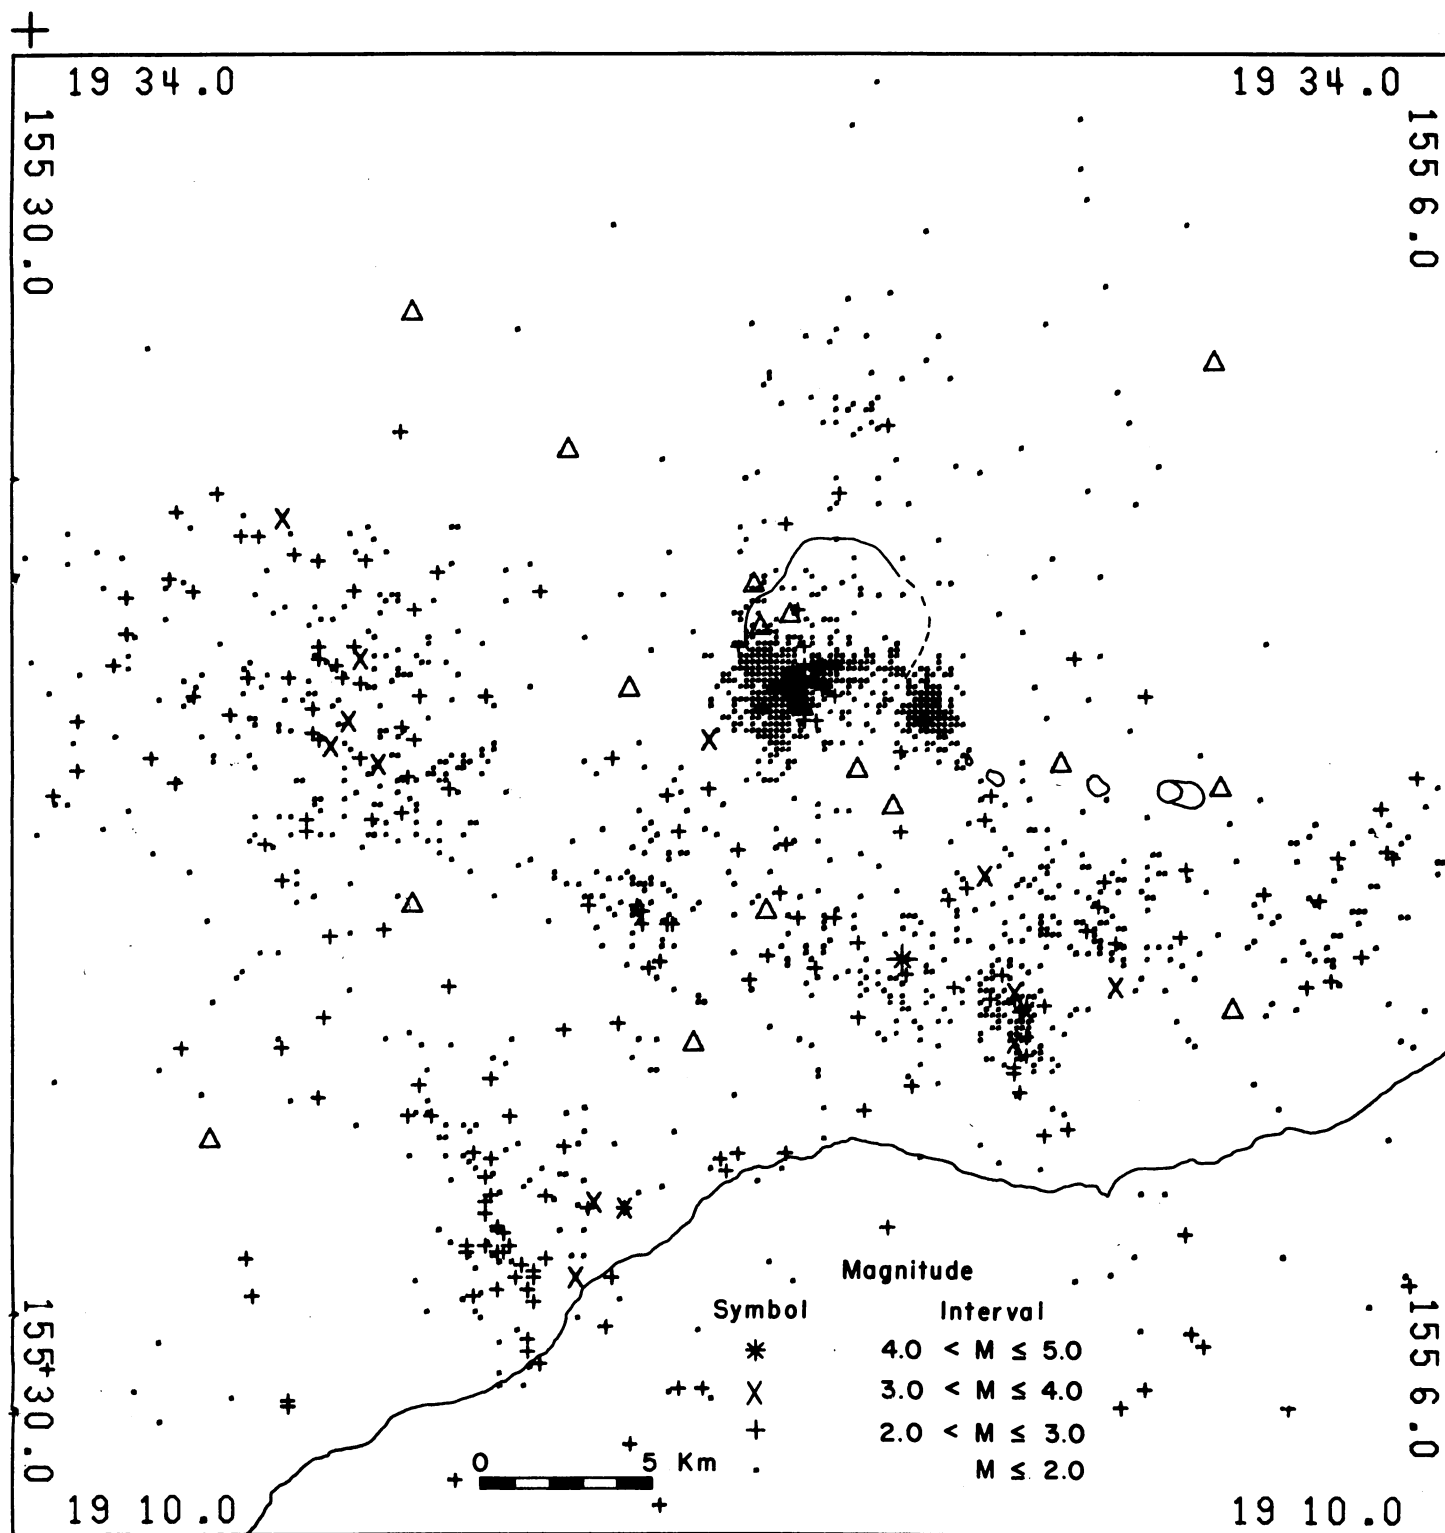 19 34.0
19 34.0
155 30.0
155 6.0
Magnitude
Symbol Interval
* 4.0 < M ≤ 5.0
X 3.0 < M ≤ 4.0
+ 2.0 < M ≤ 3.0
. M ≤ 2.0
155 30.0
155 6.0
0 5 Km
19 10.0
19 10.0